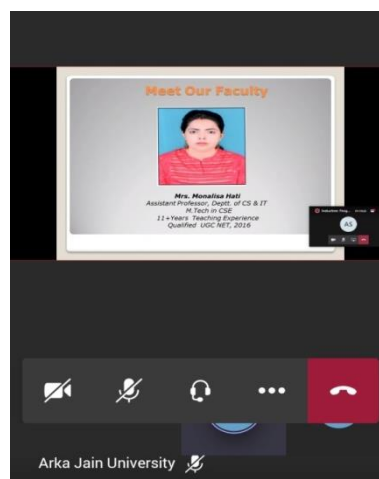 Meet Our Faculty
Mrs. Monalisa Hati
Assistant Professor, Deptt. of CS & IT
M.Tech in CSE
11+Years Teaching Experience
Qualified UGC NET, 2016
AS
Arka Jain University